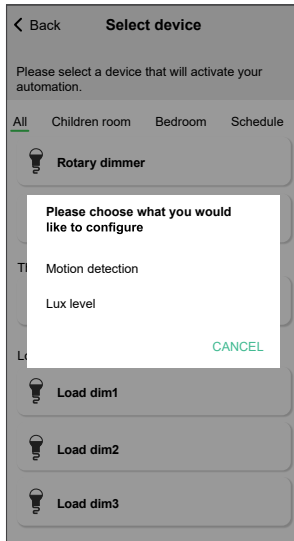 Back
Select device
Please select a device that will activate your
automation.
All Children room Bedroom Schedule
Rotary dimmer
Please choose what you would
like to configure
Motion detection
Lux level
CANCEL
Load dim1
Load dim2
Load dim3